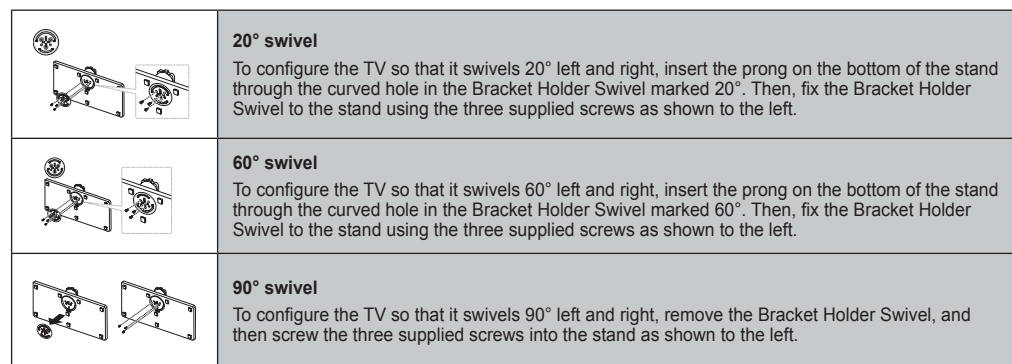 20° swivel
To configure the TV so that it swivels 20° left and right, insert the prong on the bottom of the stand
through the curved hole in the Bracket Holder Swivel marked 20°. Then, fix the Bracket Holder
Swivel to the stand using the three supplied screws as shown to the left.
60° swivel
To configure the TV so that it swivels 60° left and right, insert the prong on the bottom of the stand
through the curved hole in the Bracket Holder Swivel marked 60°. Then, fix the Bracket Holder
Swivel to the stand using the three supplied screws as shown to the left.
90° swivel
To configure the TV so that it swivels 90° left and right, remove the Bracket Holder Swivel, and
then screw the three supplied screws into the stand as shown to the left.